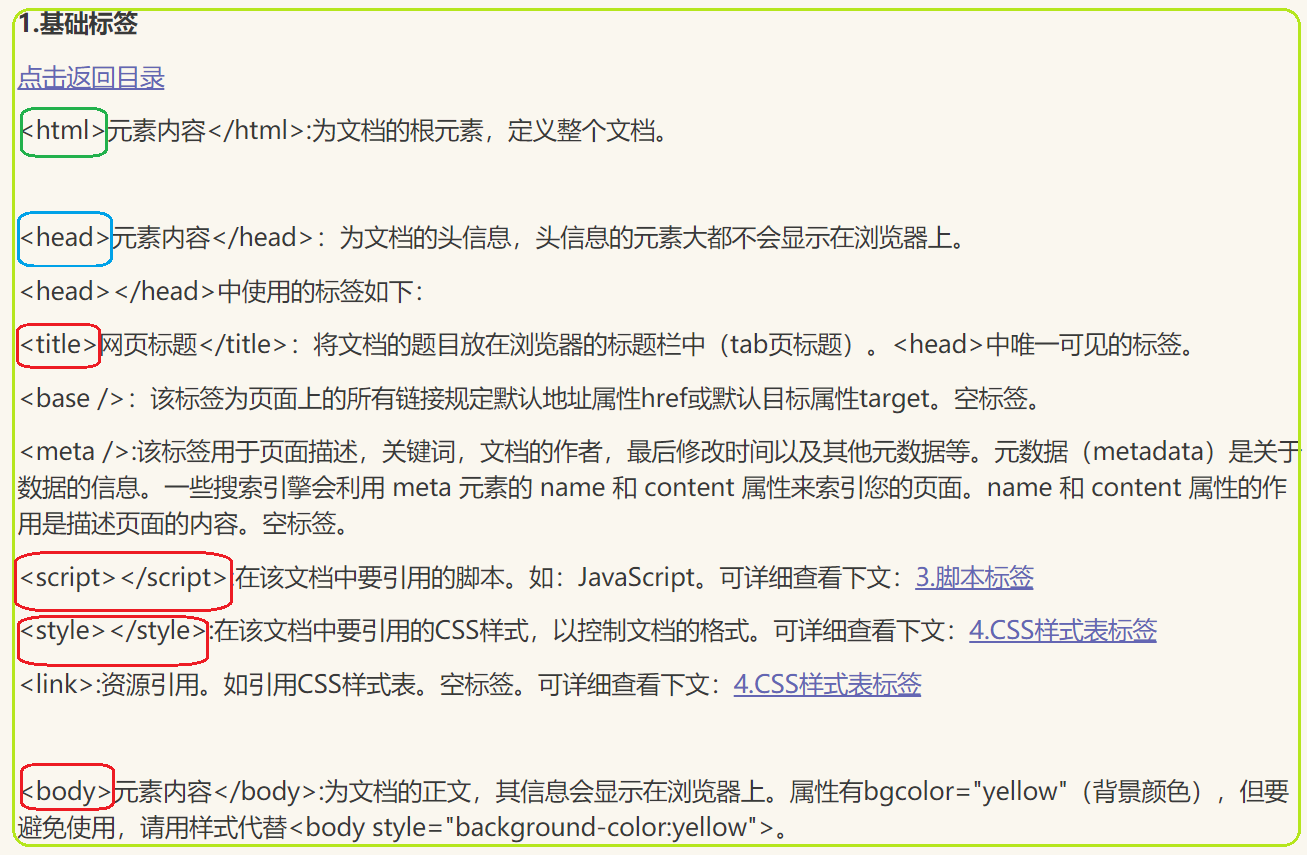 1.基础标签
点击返回目录
<html>元素内容</html>:为文档的根元素，定义整个文档。
<head>元素内容</head>：为文档的头信息，头信息的元素大都不会显示在浏览器上。
<head></head>中使用的标签如下：
<title>网页标题</title>：将文档的题目放在浏览器的标题栏中（tab页标题）。<head>中唯一可见的标签。
<base />：该标签为页面上的所有链接规定默认地址属性href或默认目标属性target。空标签。
<meta />:该标签用于页面描述，关键词，文档的作者，最后修改时间以及其他元数据等。元数据（metadata）是关于
数据的信息。一些搜索引擎会利用 meta 元素的 name 和 content 属性来索引您的页面。name 和 content 属性的作
用是描述页面的内容。空标签。
<script></script>:在该文档中要引用的脚本。如：JavaScript。可详细查看下文：3.脚本标签
<style></style>:在该文档中要引用的CSS样式，以控制文档的格式。可详细查看下文：4.CSS样式表标签
<link>:资源引用。如引用CSS样式表。空标签。可详细查看下文：4.CSS样式表标签
<body>元素内容</body>:为文档的正文，其信息会显示在浏览器上。属性有bgcolor="yellow"（背景颜色），但要
避免使用，请用样式代替<body style="background-color:yellow">。